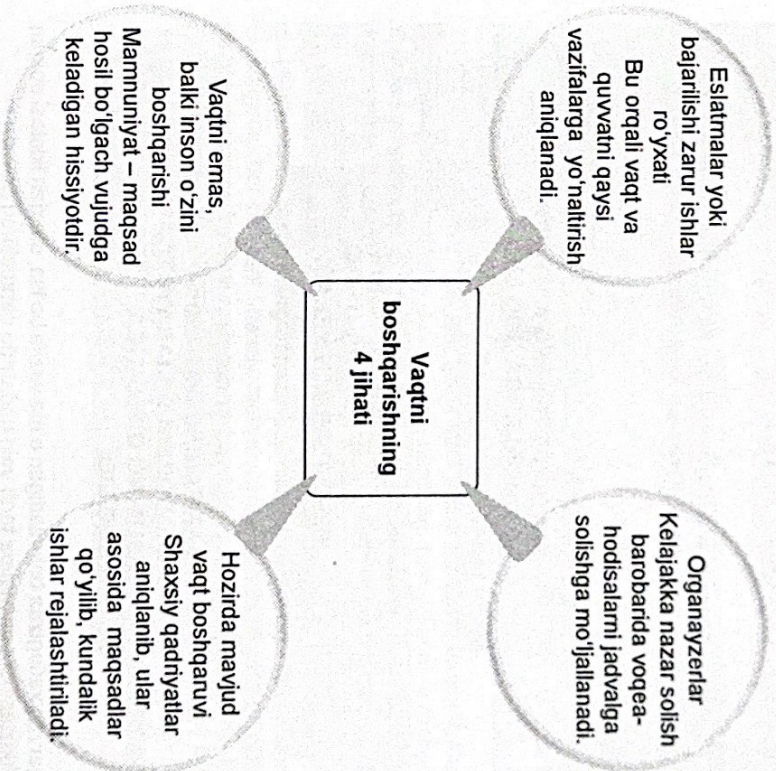 Eslatmalar yoki
bajarilishi zarur ishlar
ro'yxati
Bu orqali vaqt va
quvvatni qaysi
vazifalarga yo'naltirish
aniqlanadi.
Organayzerlar
Kelajakka nazar solish
barobarida voqea-
hodisalarni jadvalga
solishga mo'ljallanadi.
Vaqtni
boshqarishning
4 jihati
Vaqtni emas,
balki inson o'zini
boshqarishi
Mamnuniyat – maqsad
hosil bo'lgach vujudga
keladigan hissiyotdir.
Hozirda mavjud
vaqt boshqaruvi
Shaxsiy qadriyatlar
aniqlanib, ular
asosida maqsadlar
qo'yilib, kundalik
ishlar rejalashtiriladi.